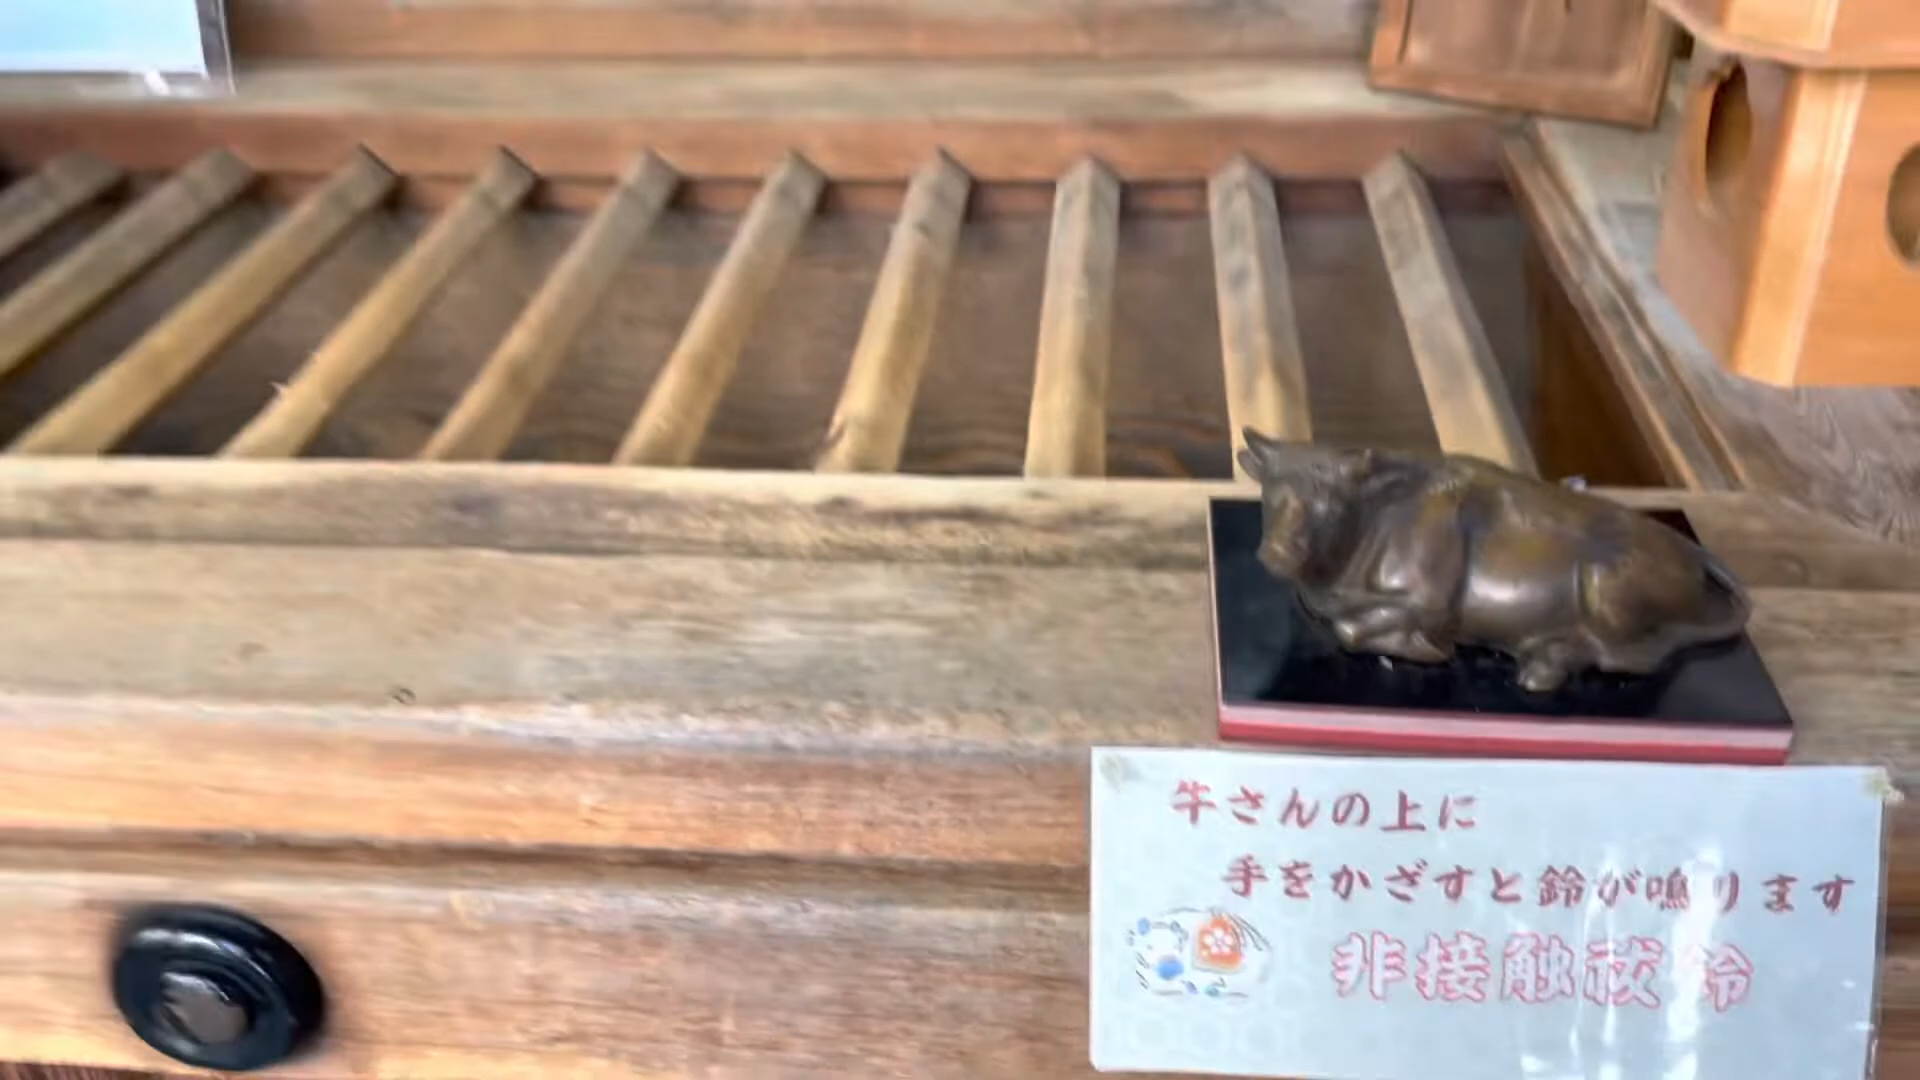 牛さんの上に
手をかざすと鈴が鳴ります
非接触祓鈴